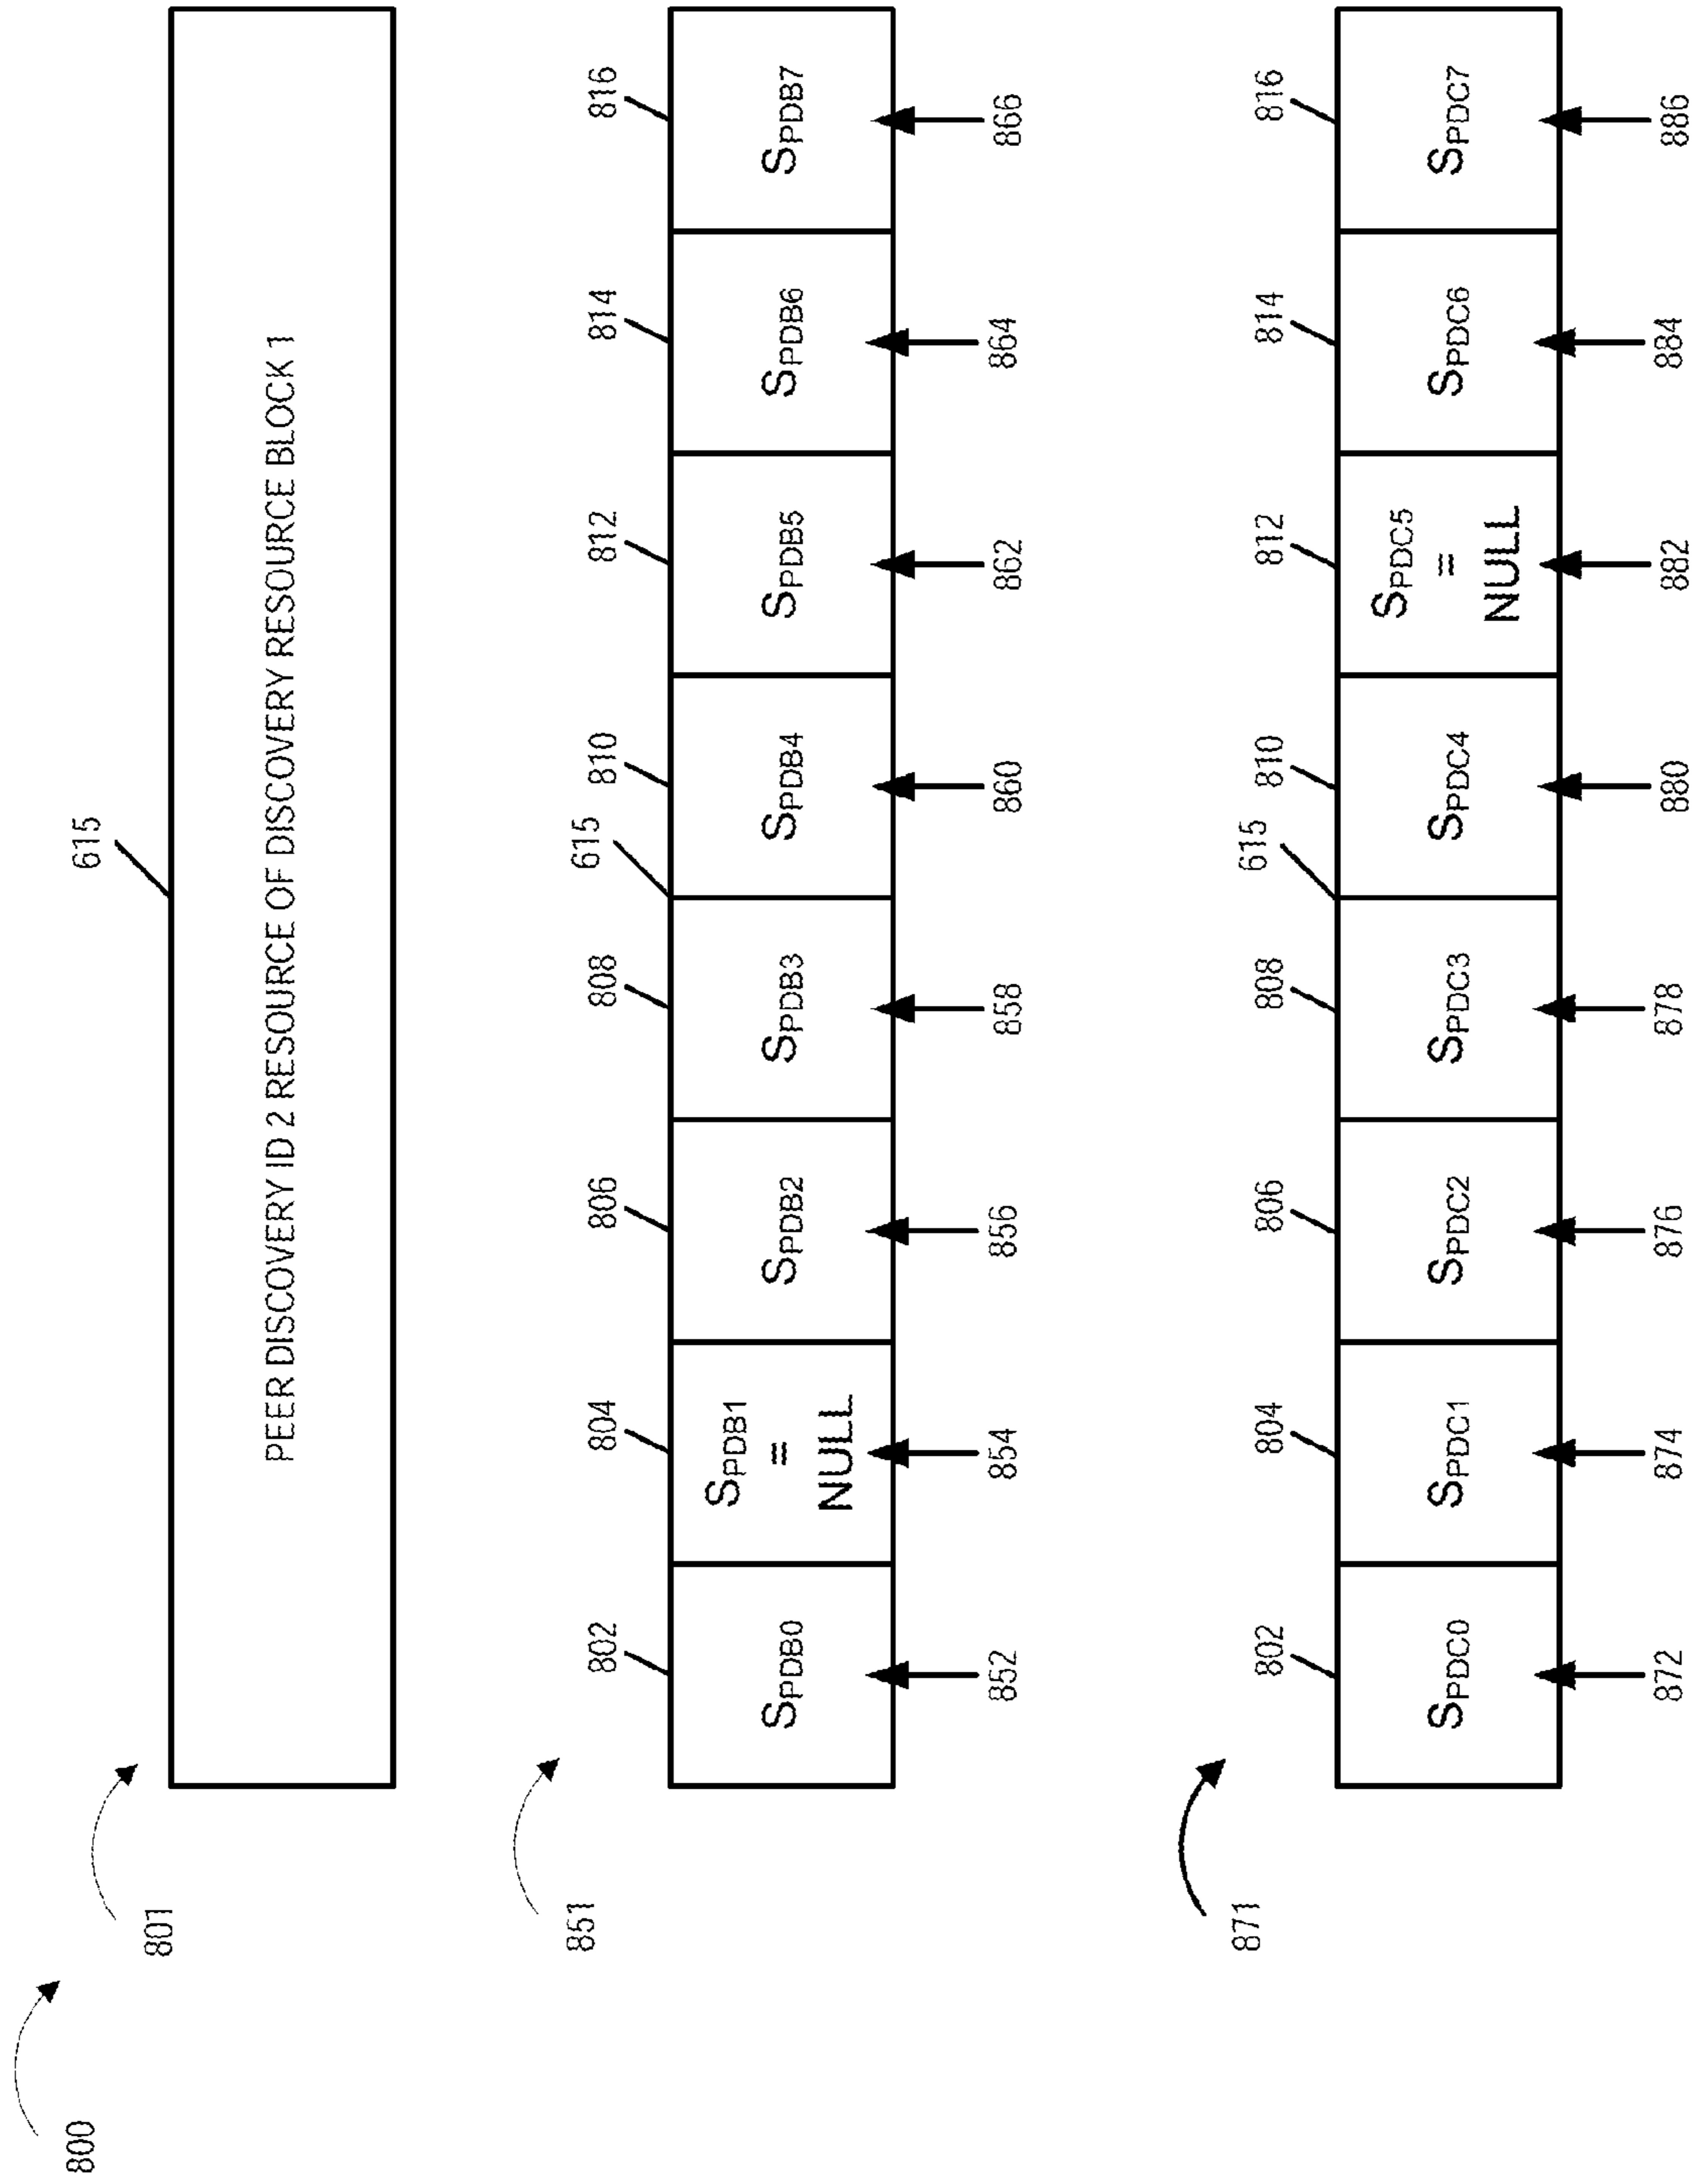 800
801
615
PEER DISCOVERY ID 2 RESOURCE OF DISCOVERY RESOURCE BLOCK 1
851
802 804 806 808 615 810 812 814 816
SPDB0 SPDB1 = NULL SPDB2 SPDB3 SPDB4 SPDB5 SPDB6 SPDB7
852 854 856 858 860 862 864 866
871
802 804 806 808 615 810 812 814 816
SPDC0 SPDC1 SPDC2 SPDC3 SPDC4 SPDC5 = NULL SPDC6 SPDC7
872 874 876 878 880 882 884 886